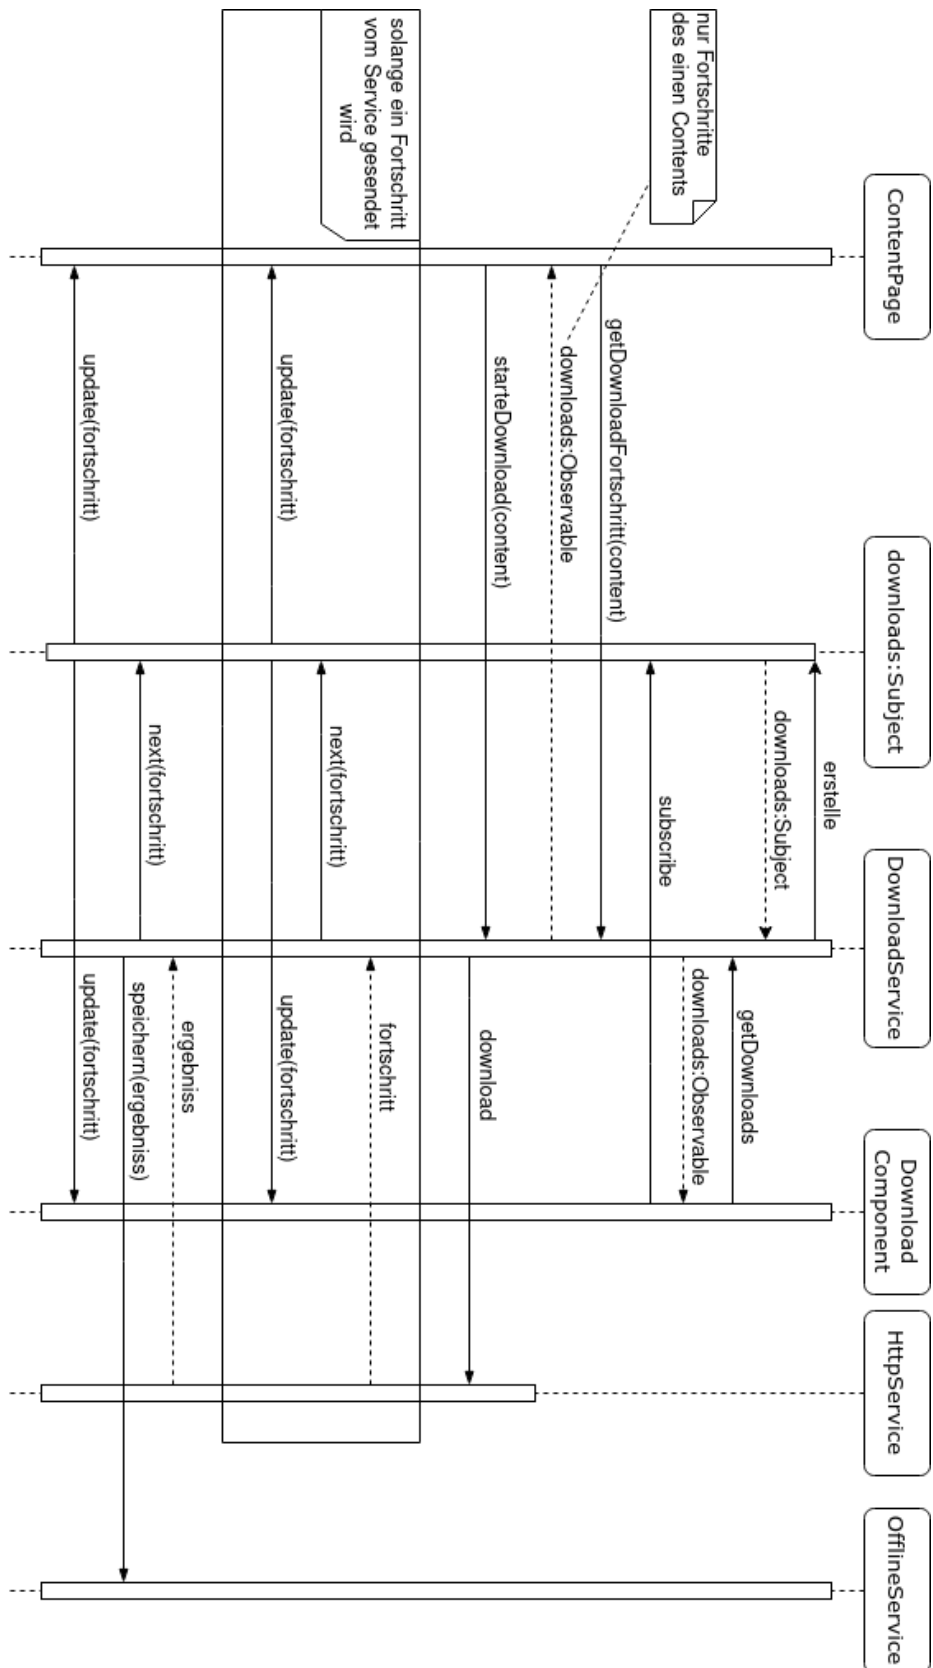 ContentPage
downloads::Subject
DownloadService
Download
Component
HttpService
OfflineService
erstelle
downloads:Subject
getDownloads
downloads:Observable
nur Fortschritte
des einen Contents
subscribe
getDownloadFortschritt(content)
downloads:Observable
starteDownload(content)
download
solange ein Fortschritt
vom Service gesendet
wird
fortschritt
next(fortschritt)
update(fortschritt)
update(fortschritt)
ergebniss
next(fortschritt)
speichern(ergebniss)
update(fortschritt)
update(fortschritt)